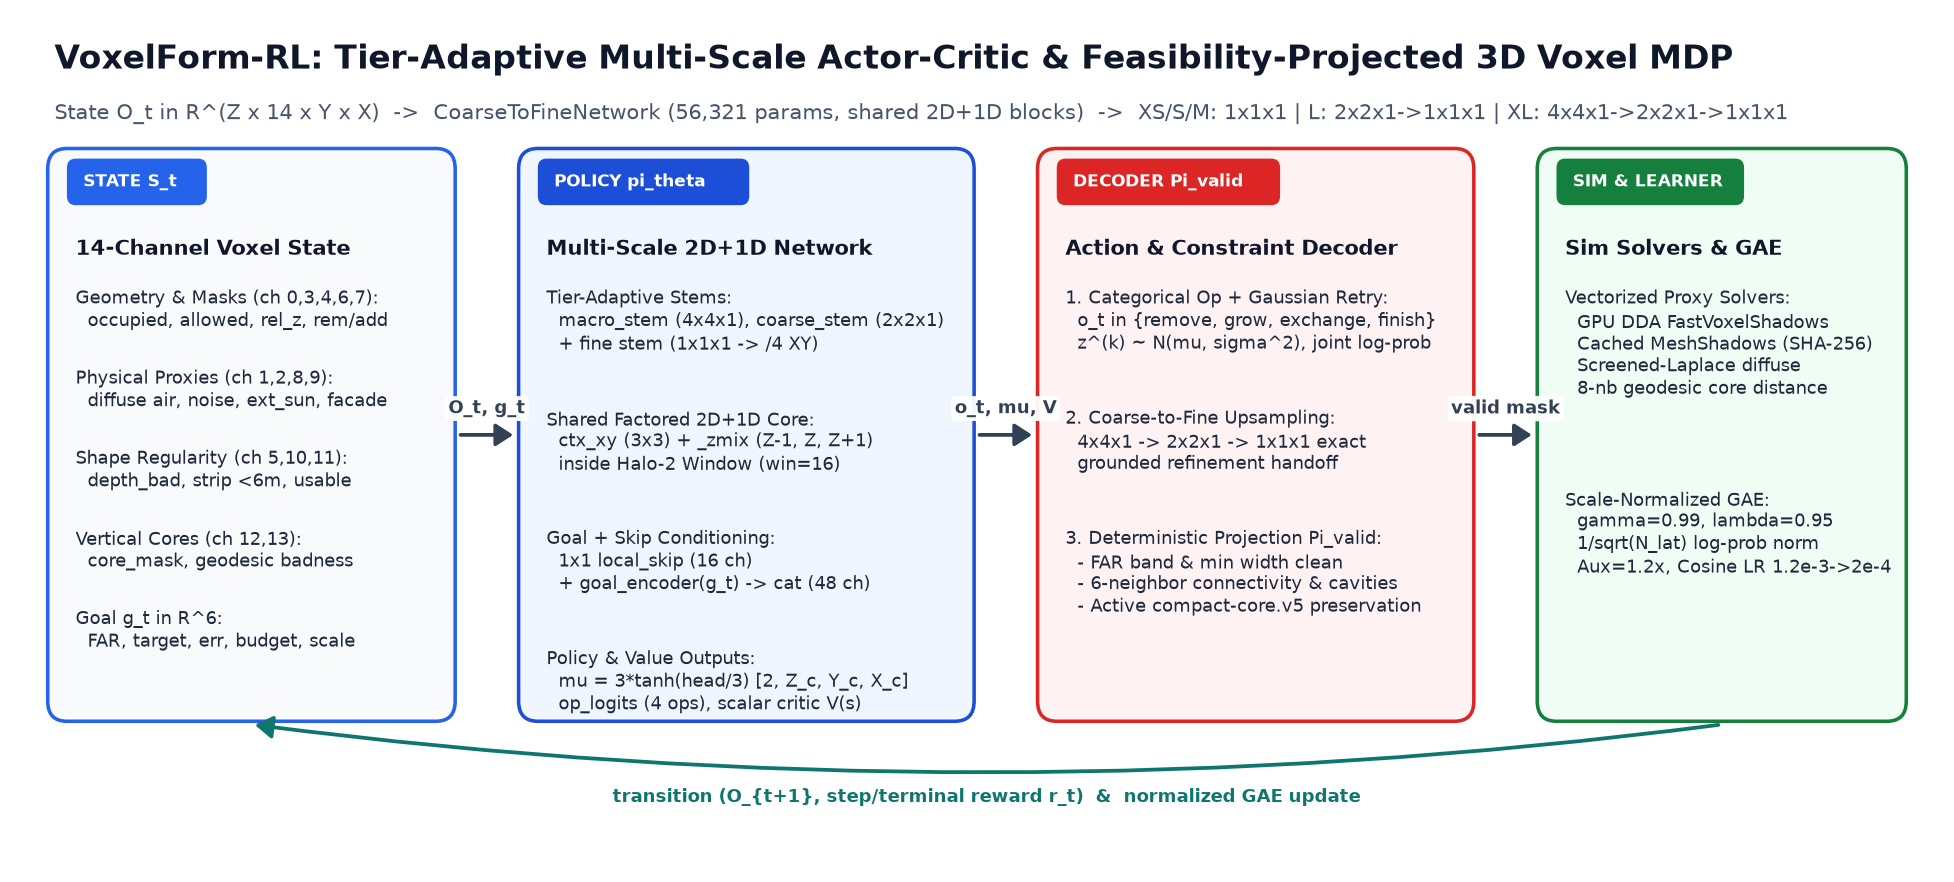 VoxelForm-RL: Tier-Adaptive Multi-Scale Actor-Critic & Feasibility-Projected 3D Voxel MDP
State O_t in R^(Z x 14 x Y x X)  ->  CoarseToFineNetwork (56,321 params, shared 2D+1D blocks)  ->  XS/S/M: 1x1x1 | L: 2x2x1->1x1x1 | XL: 4x4x1->2x2x1->1x1x1
STATE S_t
14-Channel Voxel State
Geometry & Masks (ch 0,3,4,6,7):
occupied, allowed, rel_z, rem/add
Physical Proxies (ch 1,2,8,9):
diffuse air, noise, ext_sun, facade
Shape Regularity (ch 5,10,11):
depth_bad, strip <6m, usable
Vertical Cores (ch 12,13):
core_mask, geodesic badness
Goal g_t in R^6:
FAR, target, err, budget, scale
O_t, g_t
POLICY pi_theta
Multi-Scale 2D+1D Network
Tier-Adaptive Stems:
macro_stem (4x4x1), coarse_stem (2x2x1)
+ fine stem (1x1x1 -> /4 XY)
Shared Factored 2D+1D Core:
ctx_xy (3x3) + _zmix (Z-1, Z, Z+1)
inside Halo-2 Window (win=16)
Goal + Skip Conditioning:
1x1 local_skip (16 ch)
+ goal_encoder(g_t) -> cat (48 ch)
Policy & Value Outputs:
mu = 3*tanh(head/3) [2, Z_c, Y_c, X_c]
op_logits (4 ops), scalar critic V(s)
o_t, mu, V
DECODER Pi_valid
Action & Constraint Decoder
1. Categorical Op + Gaussian Retry:
o_t in {remove, grow, exchange, finish}
z^(k) ~ N(mu, sigma^2), joint log-prob
2. Coarse-to-Fine Upsampling:
4x4x1 -> 2x2x1 -> 1x1x1 exact
grounded refinement handoff
3. Deterministic Projection Pi_valid:
- FAR band & min width clean
- 6-neighbor connectivity & cavities
- Active compact-core.v5 preservation
valid mask
SIM & LEARNER
Sim Solvers & GAE
Vectorized Proxy Solvers:
GPU DDA FastVoxelShadows
Cached MeshShadows (SHA-256)
Screened-Laplace diffuse
8-nb geodesic core distance
Scale-Normalized GAE:
gamma=0.99, lambda=0.95
1/sqrt(N_lat) log-prob norm
Aux=1.2x, Cosine LR 1.2e-3->2e-4
transition (O_{t+1}, step/terminal reward r_t)  &  normalized GAE update